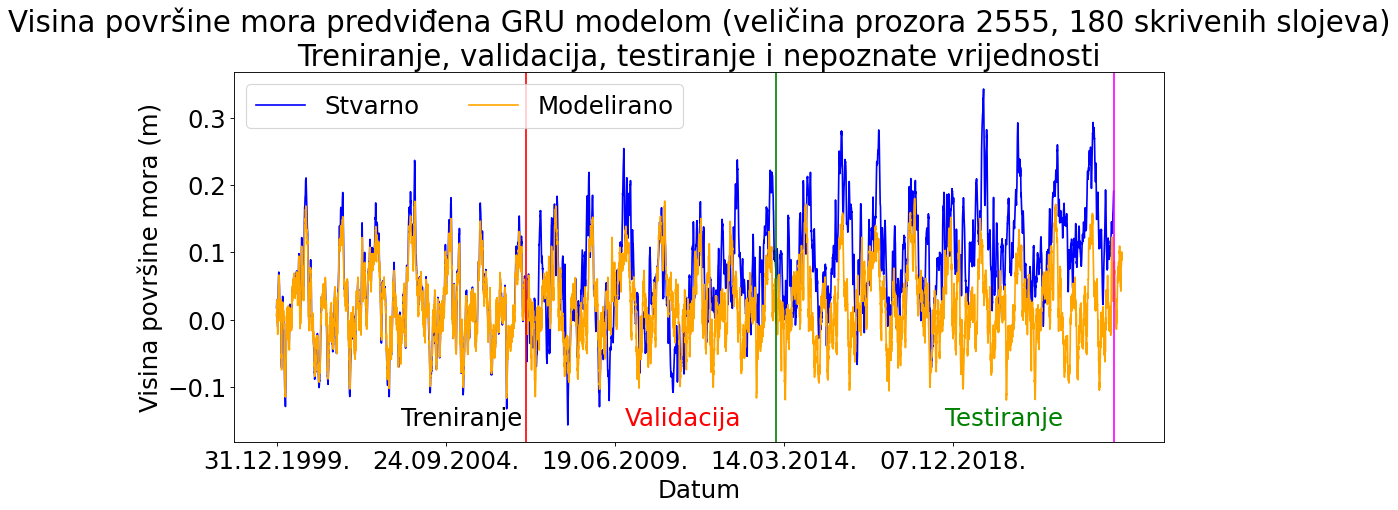 Visina površine mora predviđena GRU modelom (veličina prozora 2555, 180 skrivenih slojeva)
Treniranje, validacija, testiranje i nepoznate vrijednosti
Stvarno
Modelirano
Visina površine mora (m)
0.3
0.2
0.1
0.0
−0.1
Treniranje
Validacija
Testiranje
31.12.1999.
24.09.2004.
19.06.2009.
14.03.2014.
07.12.2018.
Datum